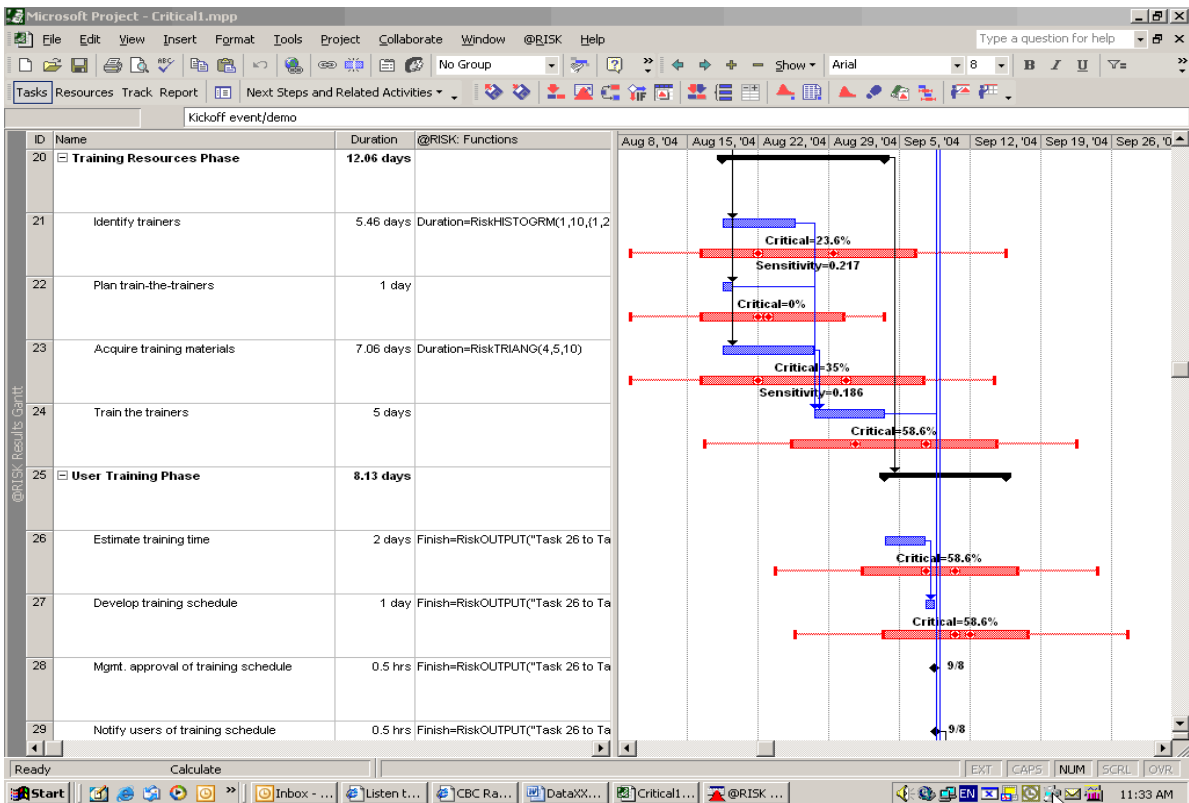 Microsoft Project - Critical1.mpp
File Edit View Insert Format Tools Project Collaborate Window @RISK Help Type a question for help
No Group Show Arial 8 B I U
Tasks Resources Track Report Next Steps and Related Activities
Kickoff event/demo
ID Name Duration @RISK: Functions Aug 8, '04 Aug 15, '04 Aug 22, '04 Aug 29, '04 Sep 5, '04 Sep 12, '04 Sep 19, '04 Sep 26, '0
20 Training Resources Phase 12.06 days
21 Identify trainers 5.46 days Duration=RiskHISTOGRM(1,10,{1,2
Critical=23.6%
Sensitivity=0.217
22 Plan train-the-trainers 1 day
Critical=0%
23 Acquire training materials 7.06 days Duration=RiskTRIANG(4,5,10)
Critical=35%
Sensitivity=0.186
24 Train the trainers 5 days
Critical=58.6%
@RISK Results Gantt
25 User Training Phase 8.13 days
26 Estimate training time 2 days Finish=RiskOUTPUT("Task 26 to Ta
Critical=58.6%
27 Develop training schedule 1 day Finish=RiskOUTPUT("Task 26 to Ta
Critical=58.6%
28 Mgmt. approval of training schedule 0.5 hrs Finish=RiskOUTPUT("Task 26 to Ta 9/8
29 Notify users of training schedule 0.5 hrs Finish=RiskOUTPUT("Task 26 to Ta 9/8
Ready Calculate EXT CAPS NUM SCRL OVR
Start Inbox - ... Listen t... CBC Ra... DataXX... Critical1... @RISK ... EN 11:33 AM